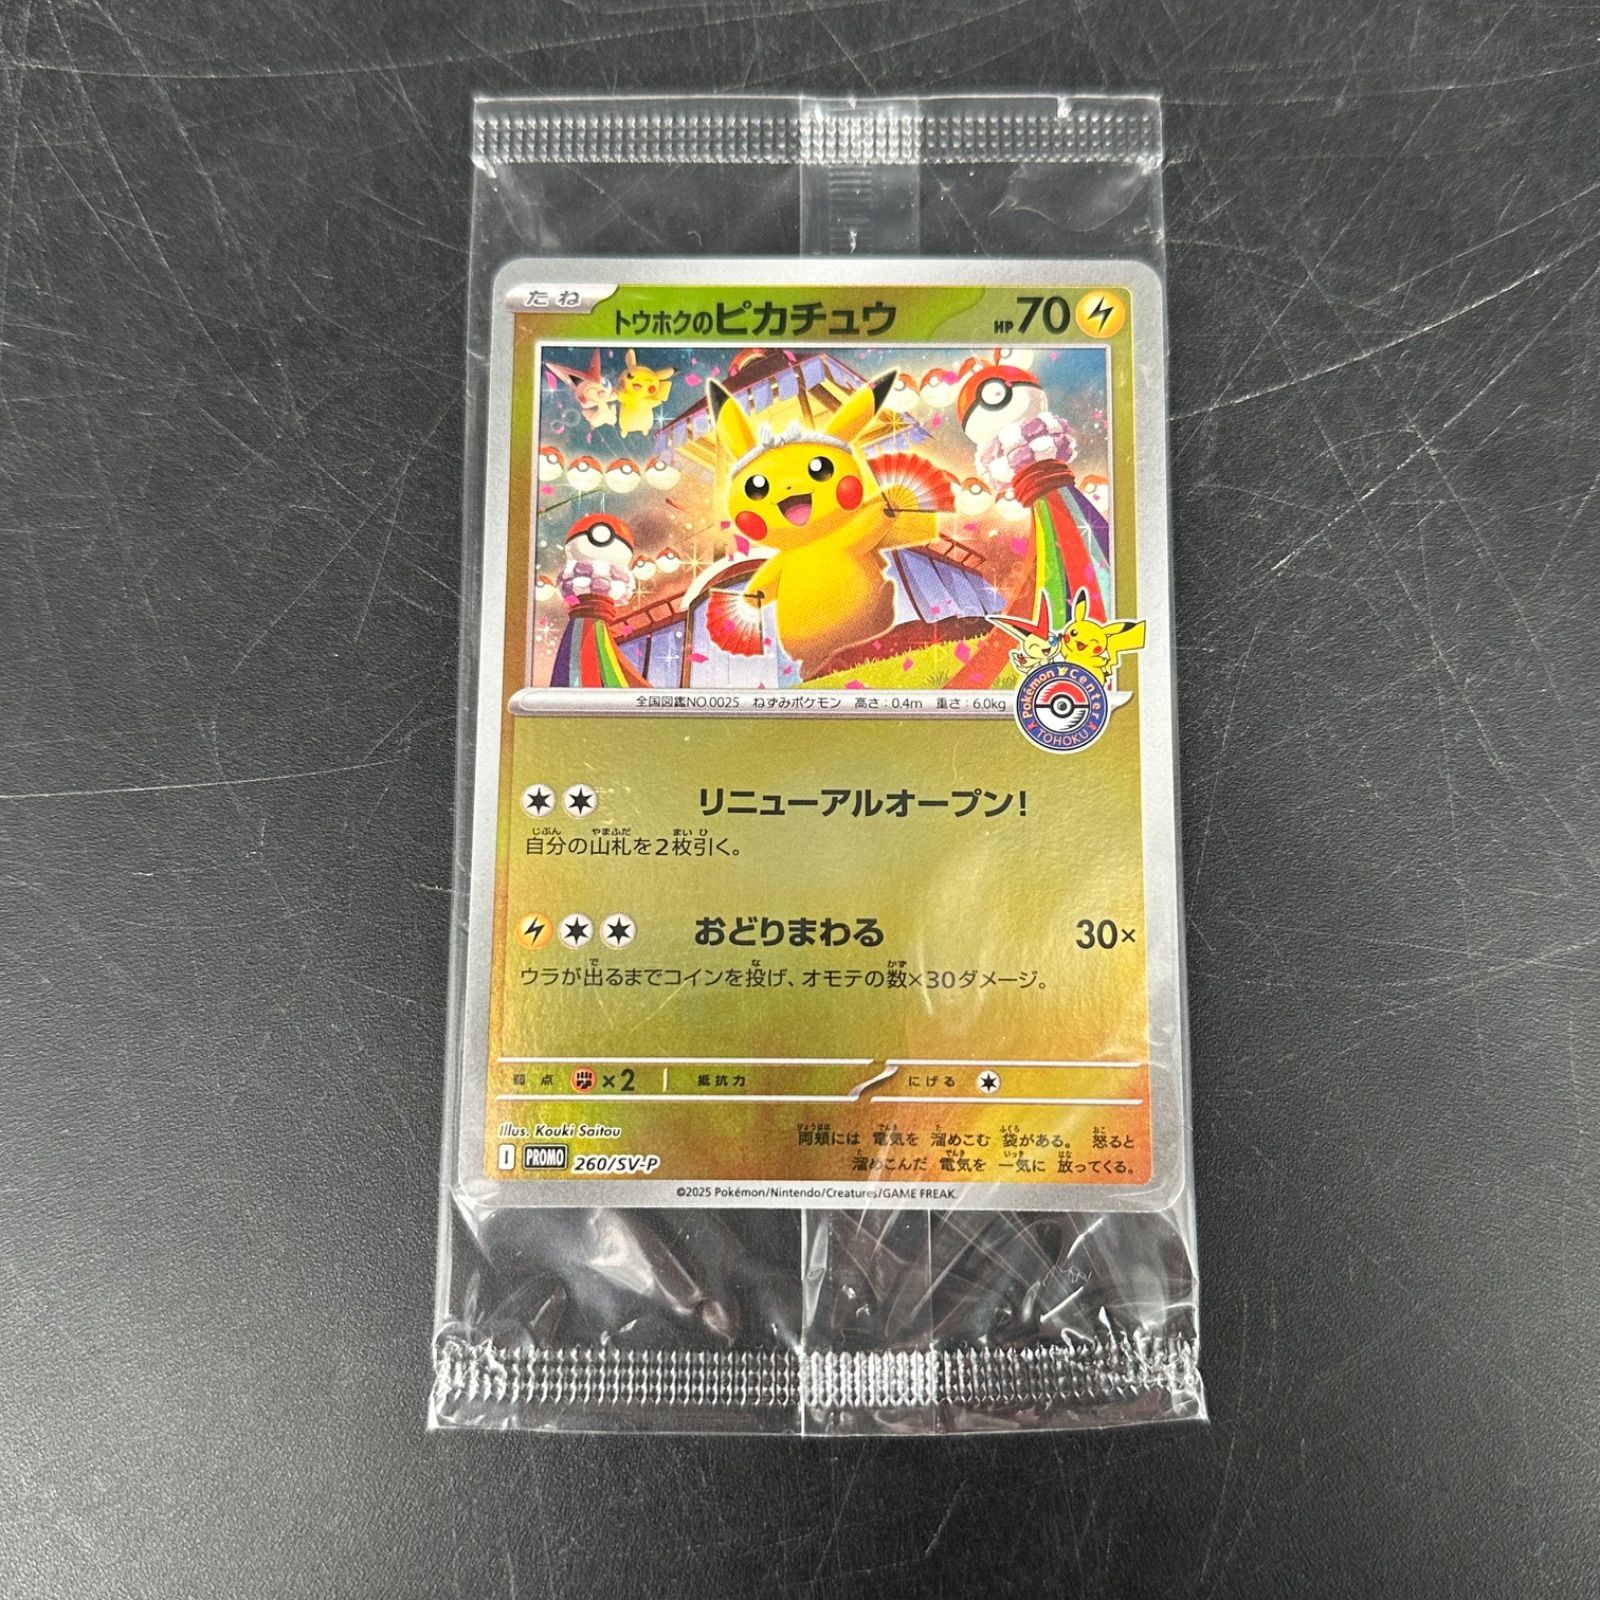 たね
トウホクのピカチュウ HP70
全国図鑑NO.0025 ねずみポケモン 高さ:0.4m 重さ:6.0kg
Pokémon Center
TOHOKU
リニューアルオープン!
自分の山札を2枚引く。
おどりまわる 30×
ウラが出るまでコインを投げ、オモテの数×30ダメージ。
弱点 ×2 抵抗力 にげる
Illus. Kouki Saitou
I PROMO 260/SV-P
両頬には 電気を 溜めこむ 袋がある。 怒ると
溜めこんだ 電気を 一気に 放ってくる。
©2025 Pokémon/Nintendo/Creatures/GAME FREAK.